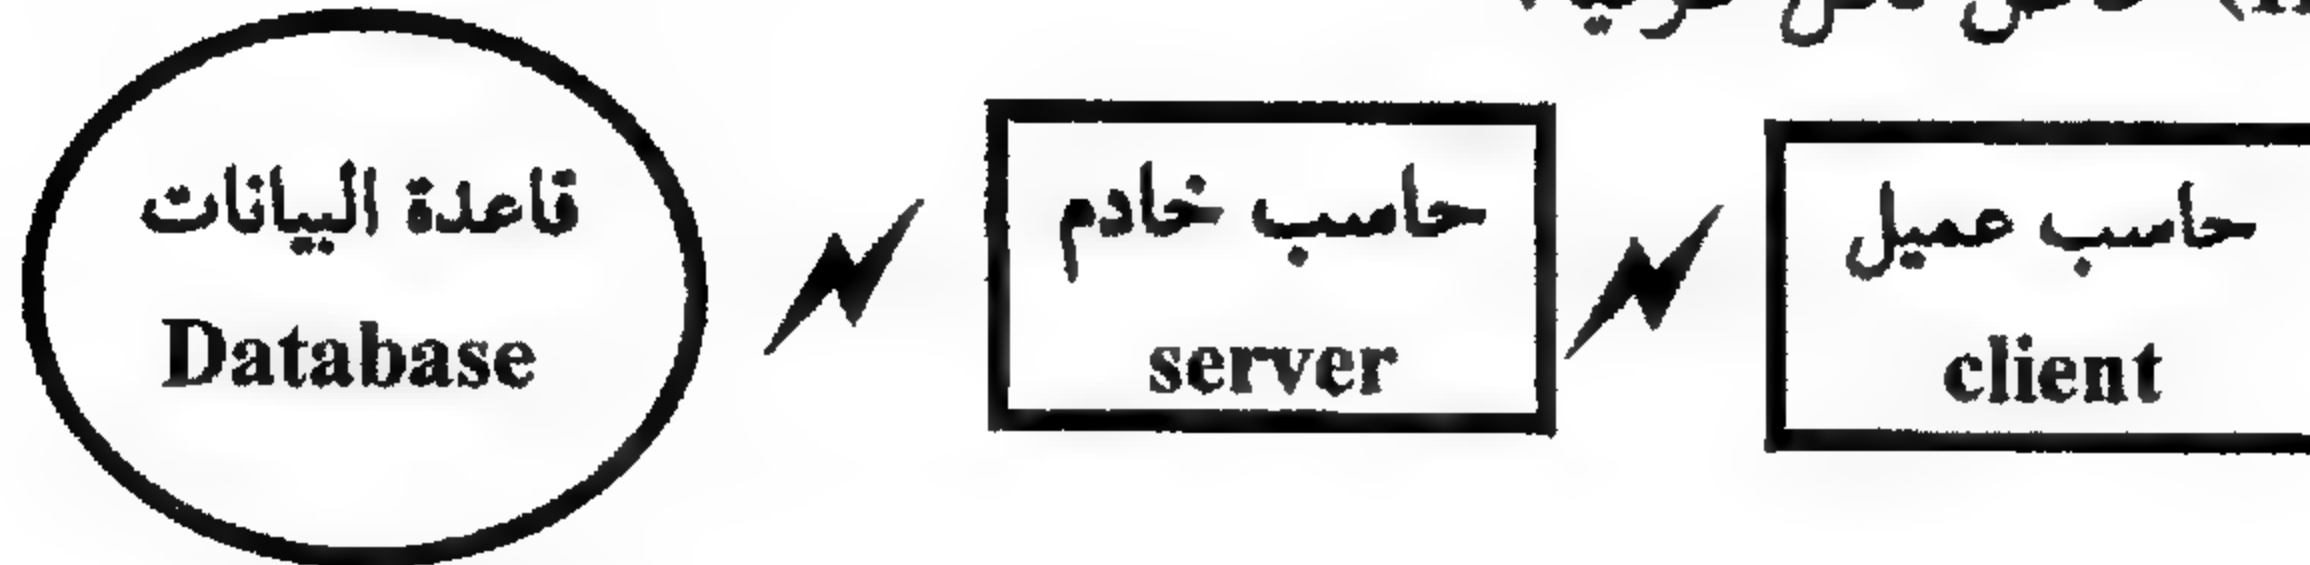 حاسب عميل
client
حاسب خادم
server
قاعدة البيانات
Database